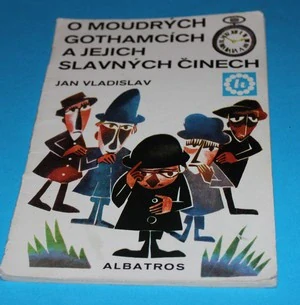 O MOUDRÝCH
GOTHAMCÍCH
A JEJICH
SLAVNÝCH ČINECH
JAN VLADISLAV
ALBATROS